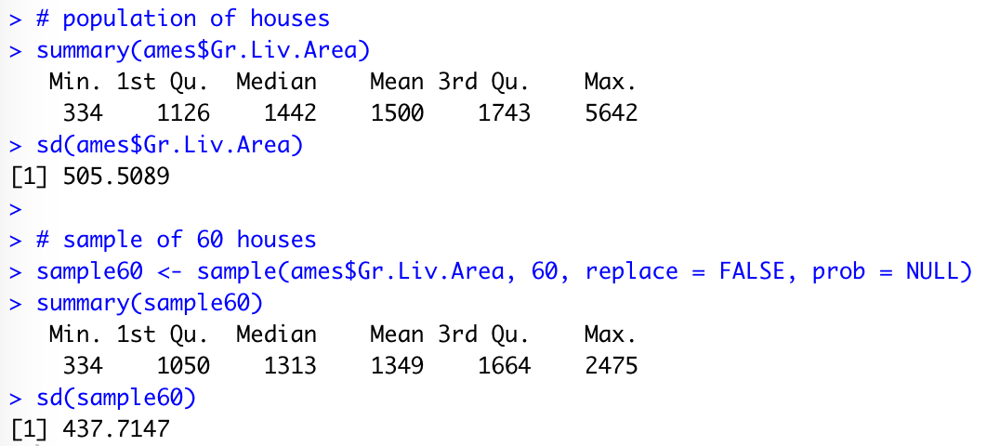 > # population of houses
> summary(ames$Gr.Liv.Area)
   Min. 1st Qu.  Median    Mean 3rd Qu.    Max.
    334    1126    1442    1500    1743    5642
> sd(ames$Gr.Liv.Area)
[1] 505.5089
>
> # sample of 60 houses
> sample60 <- sample(ames$Gr.Liv.Area, 60, replace = FALSE, prob = NULL)
> summary(sample60)
   Min. 1st Qu.  Median    Mean 3rd Qu.    Max.
    334    1050    1313    1349    1664    2475
> sd(sample60)
[1] 437.7147